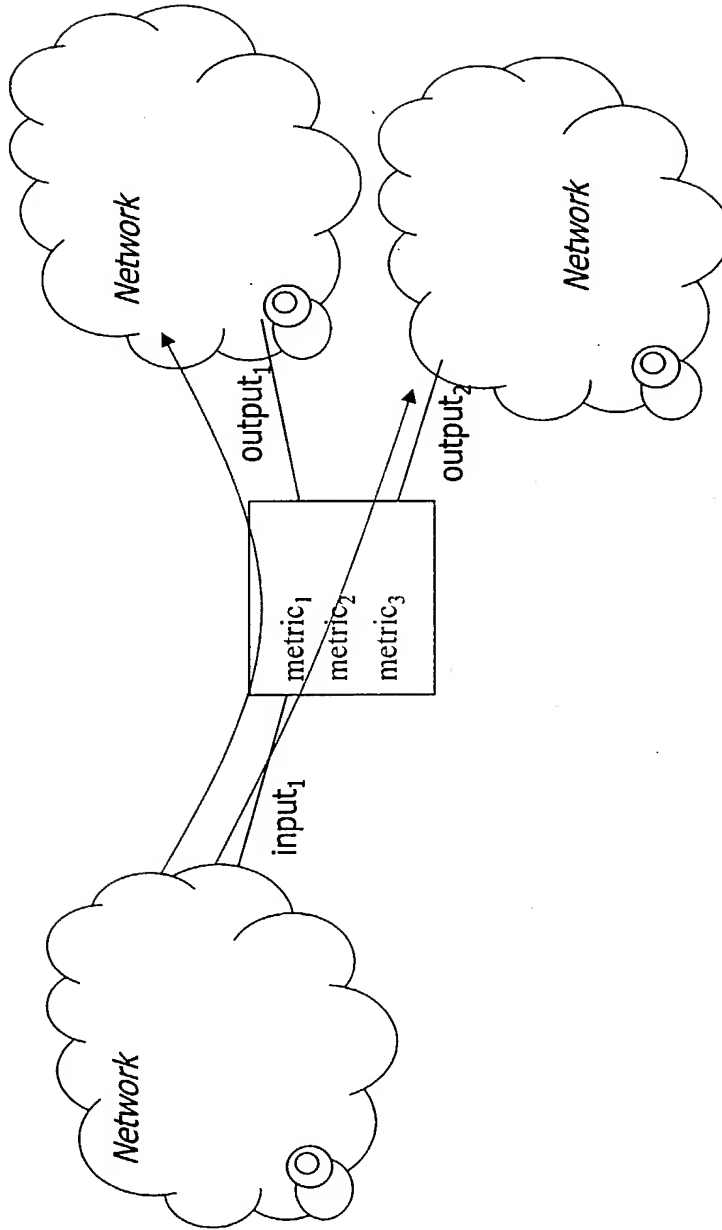 Network
input₁
metric₁
metric₂
metric₃
output₁
output₂
Network
Network